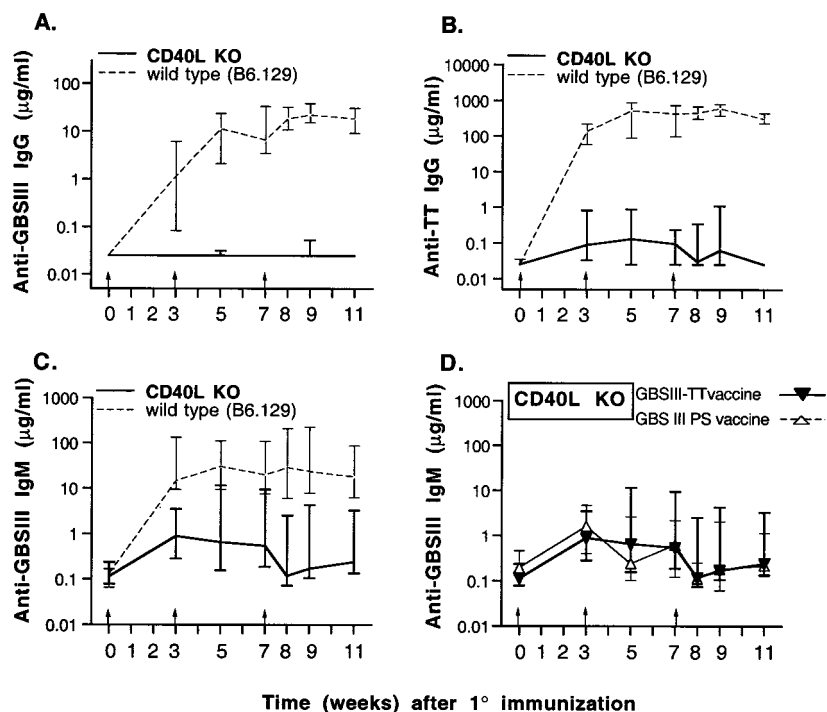 A.
CD40L KO
wild type (B6.129)
Anti-GBSIII IgG (μg/ml)
100
10
1
0.1
0.01
0 1 2 3 5 7 8 9 11
B.
CD40L KO
wild type (B6.129)
Anti-TT IgG (μg/ml)
10000
1000
100
10
1
0.1
0.01
0 1 2 3 5 7 8 9 11
C.
CD40L KO
wild type (B6.129)
Anti-GBSIII IgM (μg/ml)
1000
100
10
1
0.1
0.01
0 1 2 3 5 7 8 9 11
D.
CD40L KO
GBSIII-TTvaccine
GBS III PS vaccine
Anti-GBSIII IgM (μg/ml)
1000
100
10
1
0.1
0.01
0 1 2 3 5 7 8 9 11
Time (weeks) after 1° immunization